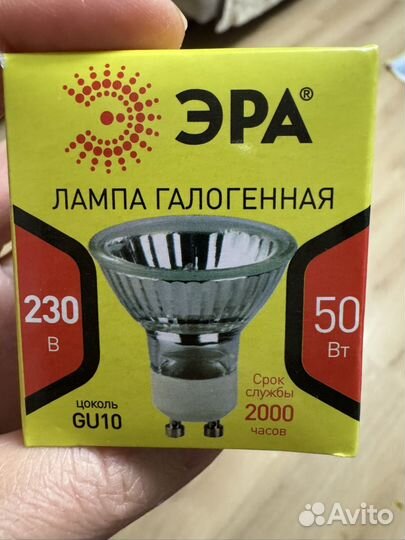 ЭРА®
ЛАМПА ГАЛОГЕННАЯ
230
В
50
Вт
цоколь
GU10
Срок
службы
2000
часов
Avito